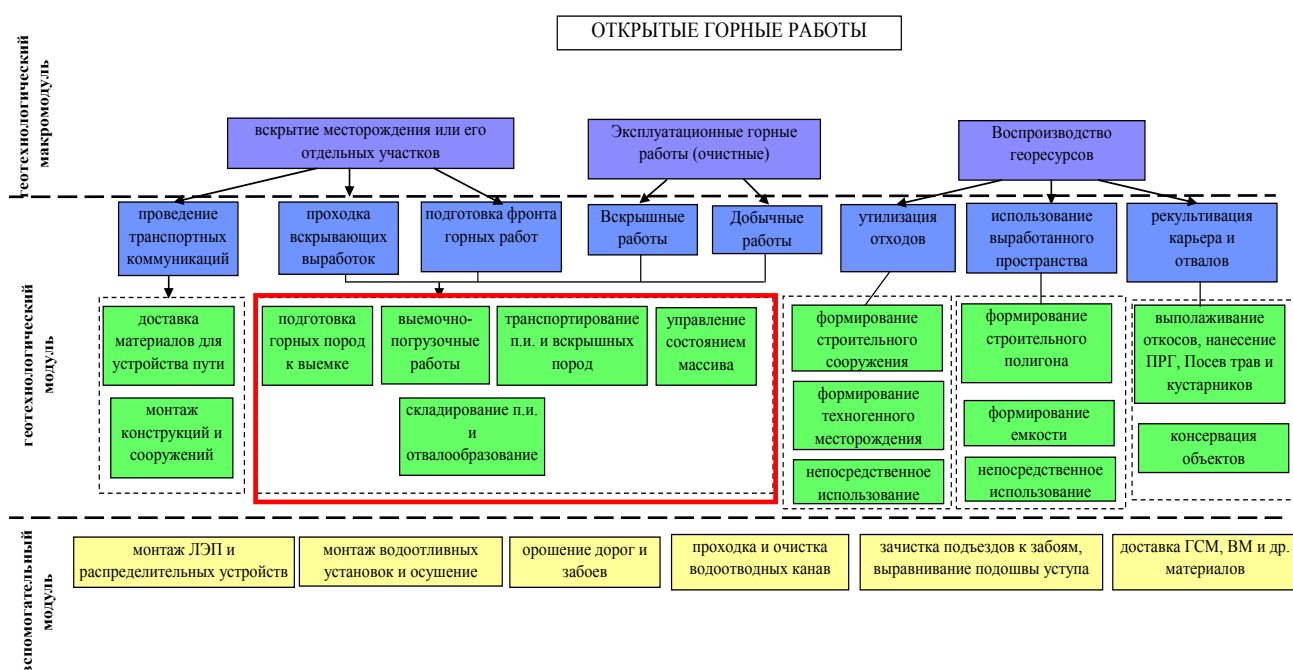 ОТКРЫТЫЕ ГОРНЫЕ РАБОТЫ
геотехнологический
макромодуль
вскрытие месторождения или его
отдельных участков
Эксплуатационные горные
работы (очистные)
Воспроизводство
георесурсов
геотехнологический
модуль
проведение
транспортных
коммуникаций
проходка
вскрывающих
выработок
подготовка фронта
горных работ
Вскрышные
работы
Добычные
работы
утилизация
отходов
использование
выработанного
пространства
рекультивация
карьера и
отвалов
доставка
материалов для
устройства пути
монтаж
конструкций и
сооружений
подготовка
горных пород
к выемке
выемочно-
погрузочные
работы
транспортирование
п.и. и вскрышных
пород
управление
состоянием
массива
складирование п.и.
и
отвалообразование
формирование
строительного
сооружения
формирование
техногенного
месторождения
непосредственное
использование
формирование
строительного
полигона
формирование
емкости
непосредственное
использование
выполаживание
откосов, нанесение
ПРГ, Посев трав и
кустарников
консервация
объектов
вспомогательный
модуль
монтаж ЛЭП и
распределительных устройств
монтаж водоотливных
установок и осушение
орошение дорог и
забоев
проходка и очистка
водоотводных канав
зачистка подъездов к забоям,
выравнивание подошвы уступа
доставка ГСМ, ВМ и др.
материалов